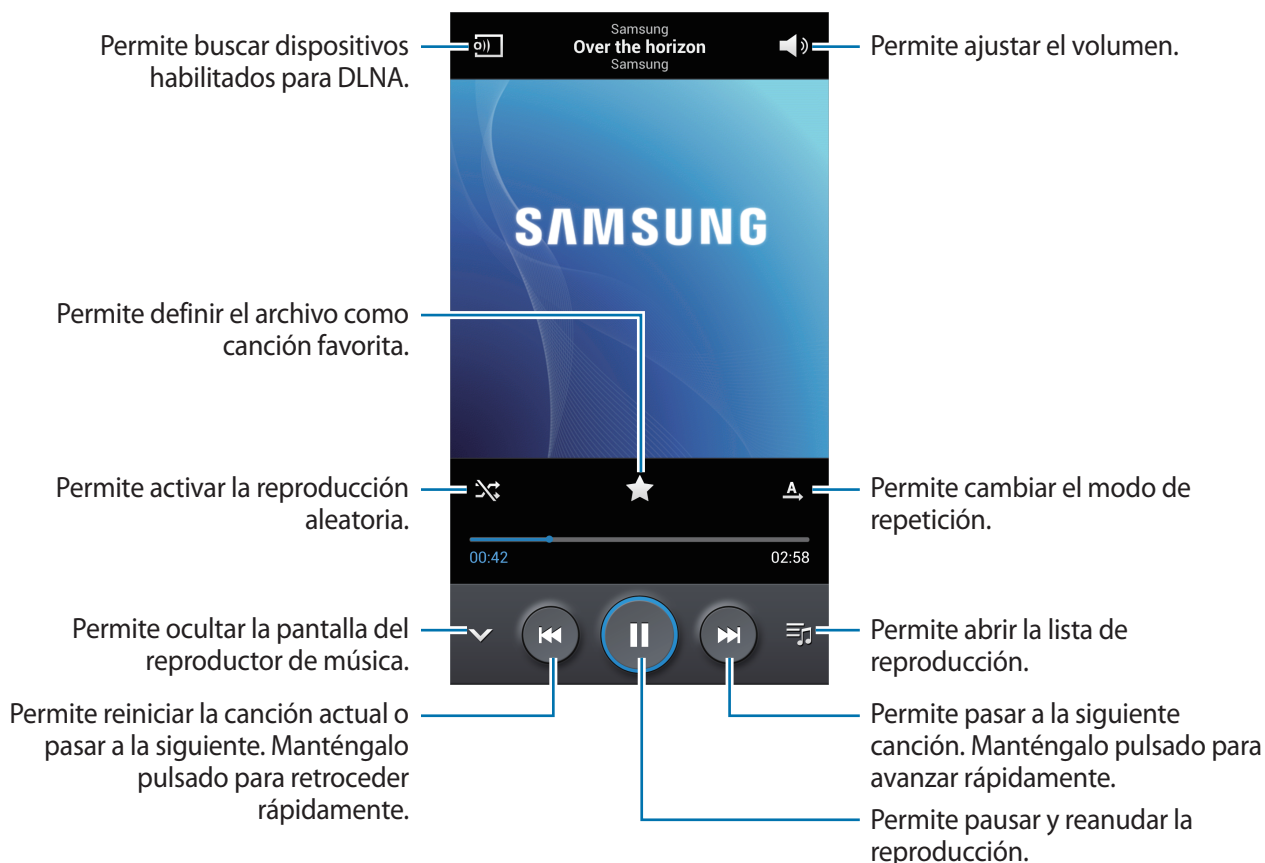 Permite buscar dispositivos
habilitados para DLNA.
Samsung
Over the horizon
Samsung
Permite ajustar el volumen.
SAMSUNG
Permite definir el archivo como
canción favorita.
Permite activar la reproducción
aleatoria.
A
Permite cambiar el modo de
repetición.
00:42
02:58
Permite ocultar la pantalla del
reproductor de música.
Permite abrir la lista de
reproducción.
Permite reiniciar la canción actual o
pasar a la siguiente. Manténgalo
pulsado para retroceder
rápidamente.
Permite pasar a la siguiente
canción. Manténgalo pulsado para
avanzar rápidamente.
Permite pausar y reanudar la
reproducción.